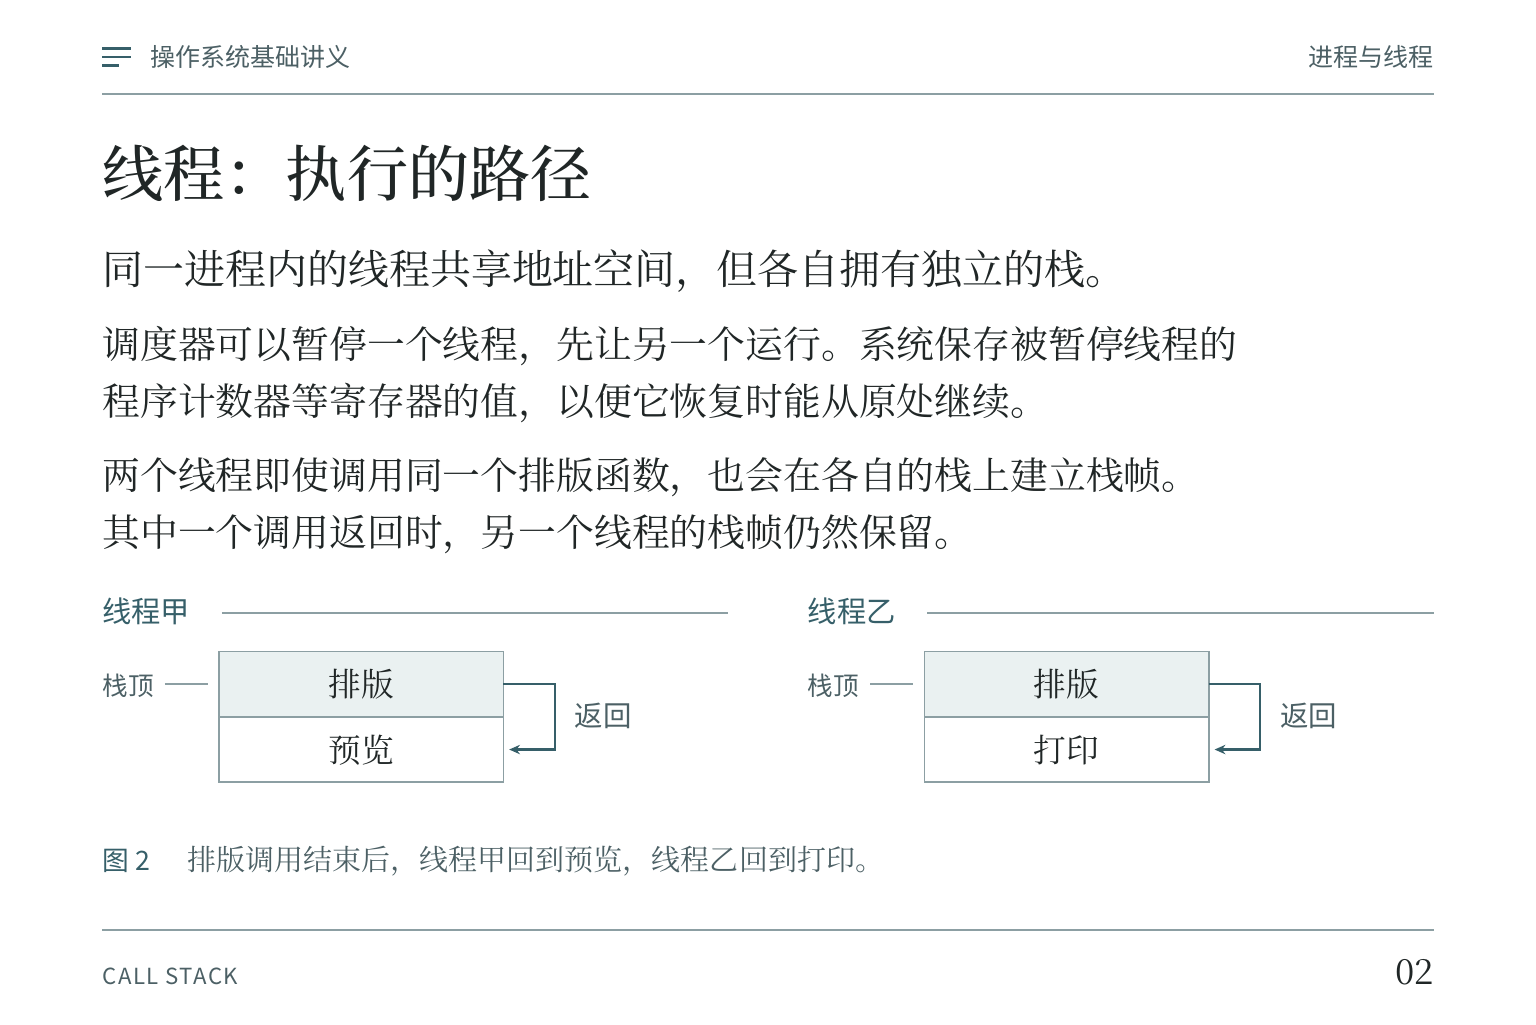 操作系统基础讲义
进程与线程
线程：执行的路径
同一进程内的线程共享地址空间，但各自拥有独立的栈。
调度器可以暂停一个线程，先让另一个运行。系统保存被暂停线程的
程序计数器等寄存器的值，以便它恢复时能从原处继续。
两个线程即使调用同一个排版函数，也会在各自的栈上建立栈帧。
其中一个调用返回时，另一个线程的栈帧仍然保留。
线程甲
栈顶
排版
预览
返回
线程乙
栈顶
排版
打印
返回
图 2 排版调用结束后，线程甲回到预览，线程乙回到打印。
CALL STACK
02